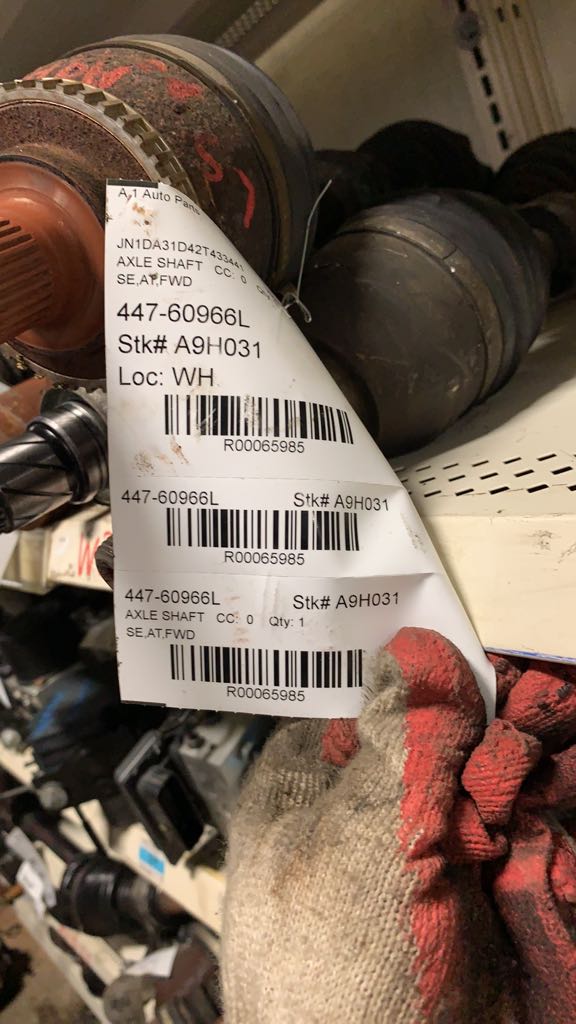 A-1 Auto Parts
JN1DA31D42T433441
AXLE SHAFT CC: 0 Qty:
SE,AT,FWD
447-60966L
Stk# A9H031
Loc: WH
R00065985
447-60966L Stk# A9H031
R00065985
447-60966L Stk# A9H031
AXLE SHAFT CC: 0 Qty: 1
SE,AT,FWD
R00065985